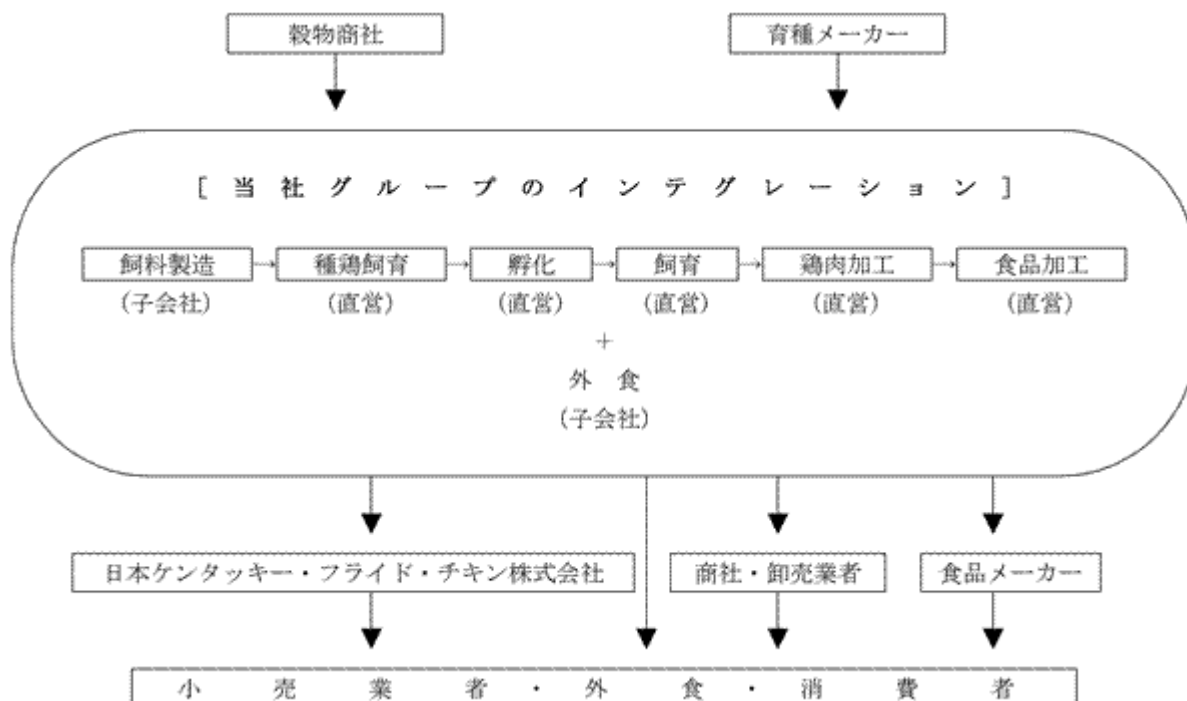 穀物商社 育種メーカー
[当社グループのインテグレーション]
飼料製造→種鶏飼育→孵化→飼育→鶏肉加工→食品加工
(子会社) (直営) (直営) (直営) (直営) (直営)
+
外食
(子会社)
日本ケンタッキー・フライド・チキン株式会社 商社・卸売業者 食品メーカー
小売業者・外食・消費者